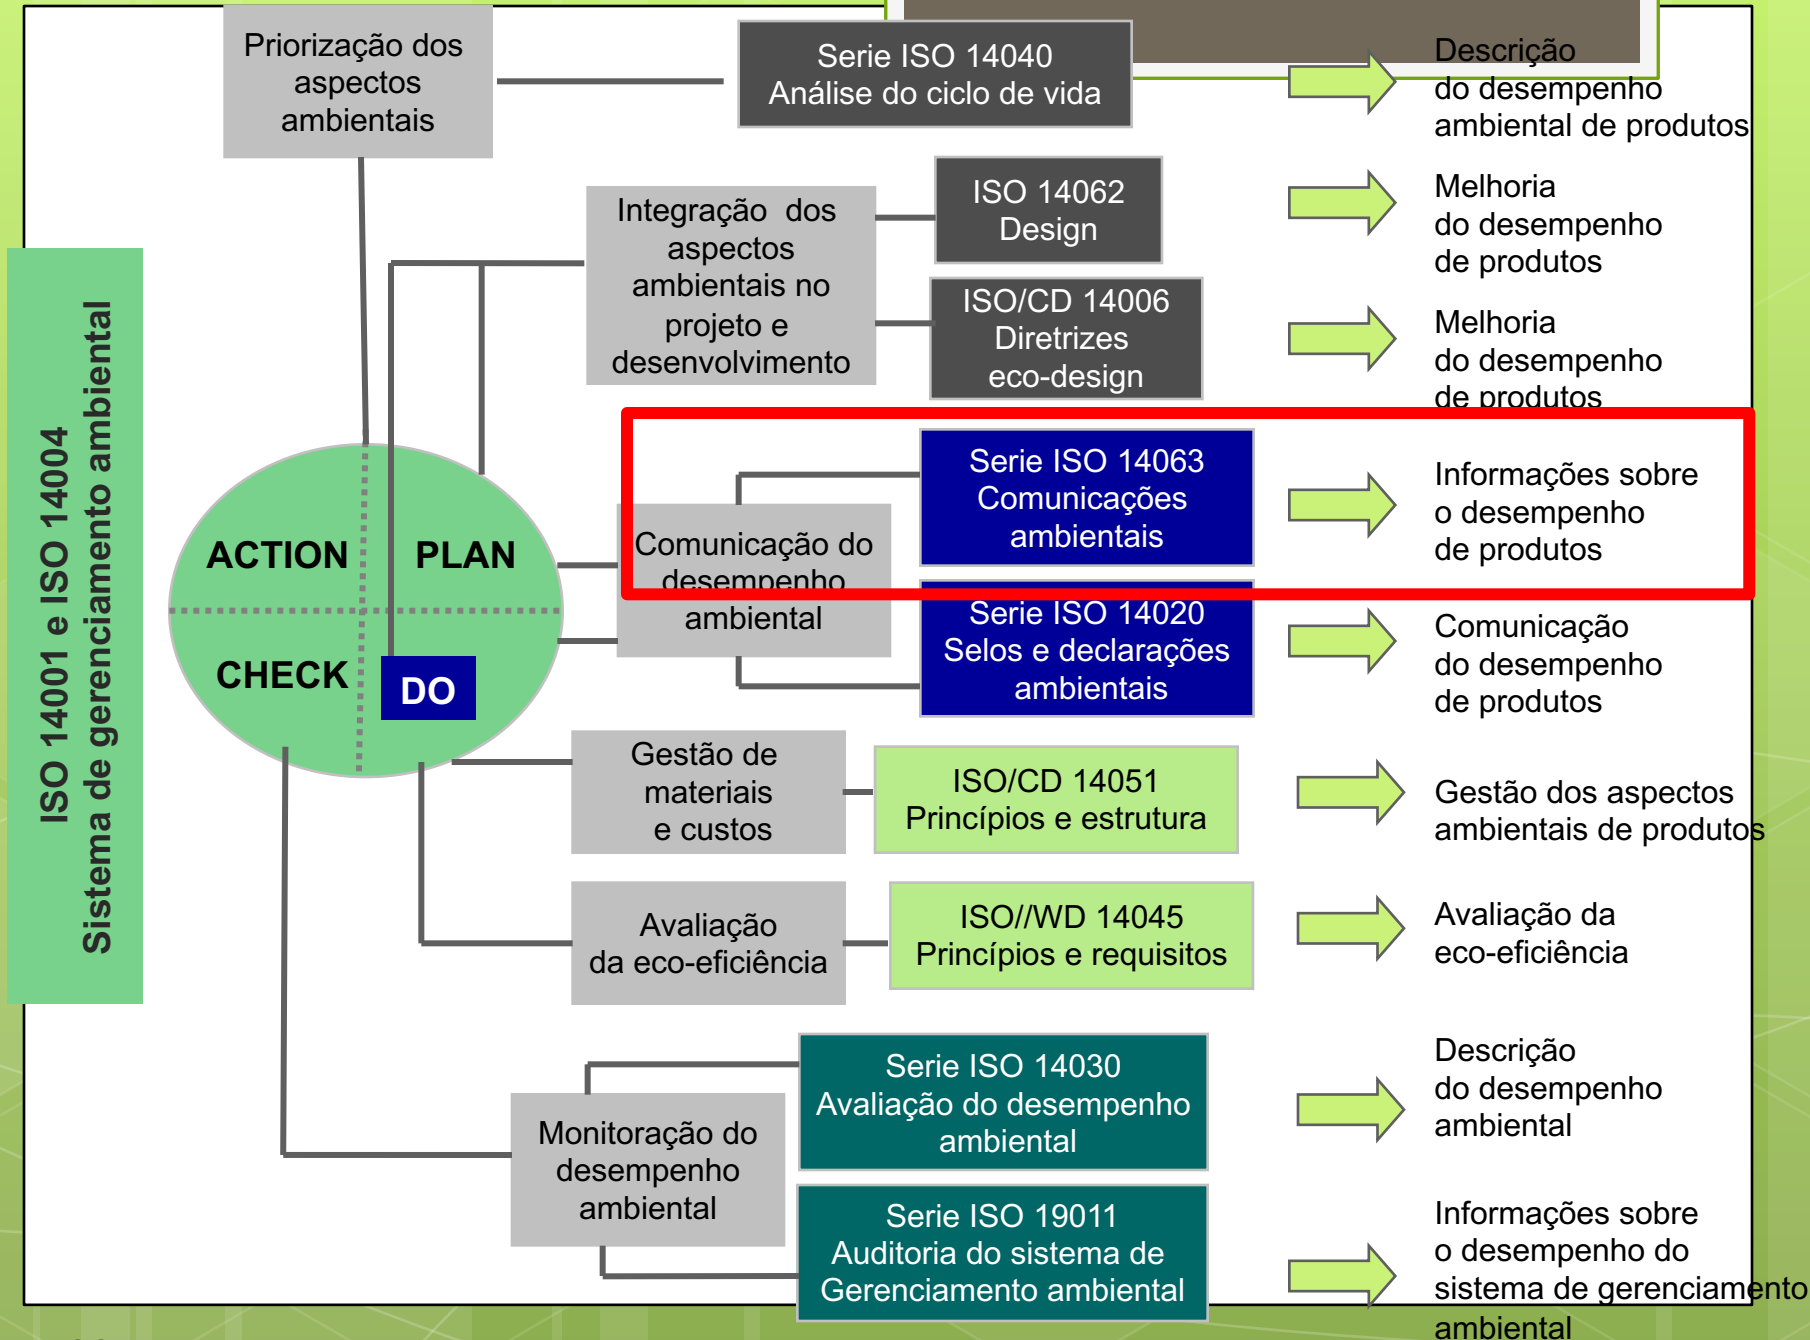 Priorização dos
aspectos
ambientais
Serie ISO 14040
Análise do ciclo de vida
Descrição
do desempenho
ambiental de produtos
Integração dos
aspectos
ambientais no
projeto e
desenvolvimento
ISO 14062
Design
Melhoria
do desempenho
de produtos
ISO/CD 14006
Diretrizes
eco-design
Melhoria
do desempenho
de produtos
ISO 14001 e ISO 14004
Sistema de gerenciamento ambiental
ACTION
PLAN
CHECK
DO
Comunicação do
desempenho
ambiental
Serie ISO 14063
Comunicações
ambientais
Informações sobre
o desempenho
de produtos
Serie ISO 14020
Selos e declarações
ambientais
Comunicação
do desempenho
de produtos
Gestão de
materiais
e custos
ISO/CD 14051
Princípios e estrutura
Gestão dos aspectos
ambientais de produtos
Avaliação
da eco-eficiência
ISO//WD 14045
Princípios e requisitos
Avaliação da
eco-eficiência
Monitoração do
desempenho
ambiental
Serie ISO 14030
Avaliação do desempenho
ambiental
Descrição
do desempenho
ambiental
Serie ISO 19011
Auditoria do sistema de
Gerenciamento ambiental
Informações sobre
o desempenho do
sistema de gerenciamento
ambiental